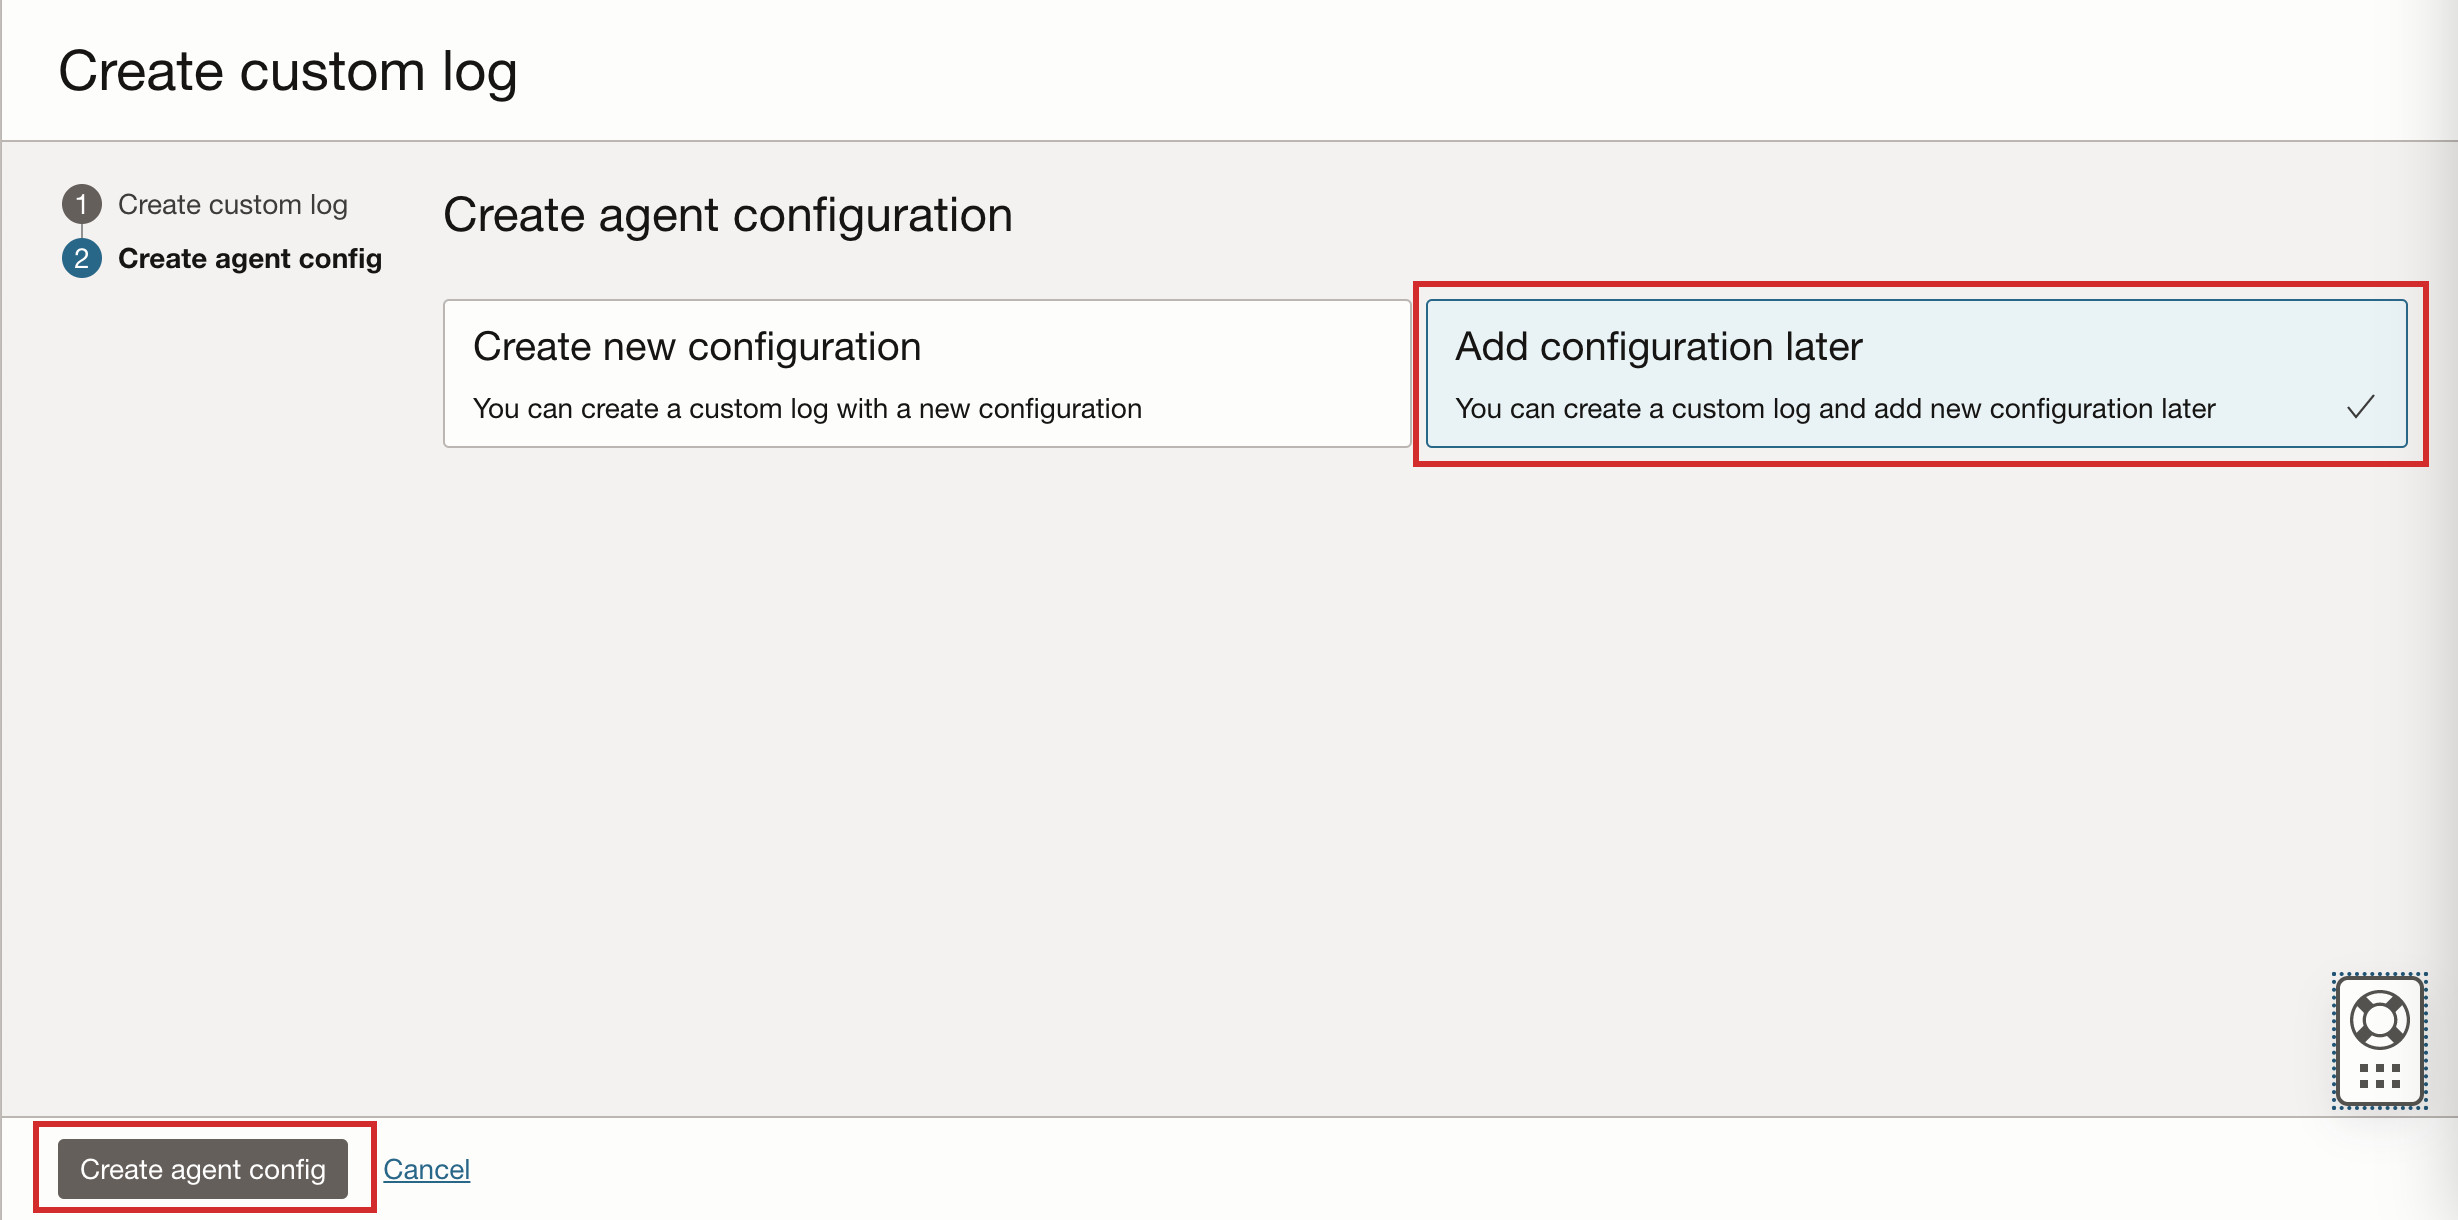 Create custom log
1 Create custom log
2 Create agent config
Create agent configuration
Create new configuration
You can create a custom log with a new configuration
Add configuration later
You can create a custom log and add new configuration later
Create agent config
Cancel